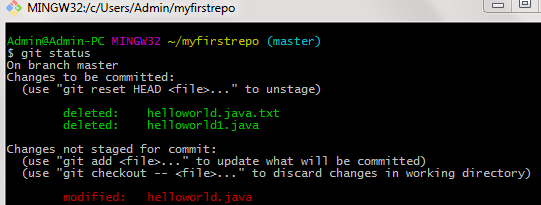 MINGW32:/c/Users/Admin/myfirstrepo
Admin@Admin-PC MINGW32 ~/myfirstrepo (master)
$ git status
On branch master
Changes to be committed:
  (use "git reset HEAD <file>..." to unstage)
        deleted:    helloworld.java.txt
        deleted:    helloworld1.java
Changes not staged for commit:
  (use "git add <file>..." to update what will be committed)
  (use "git checkout -- <file>..." to discard changes in working directory)
        modified:   helloworld.java